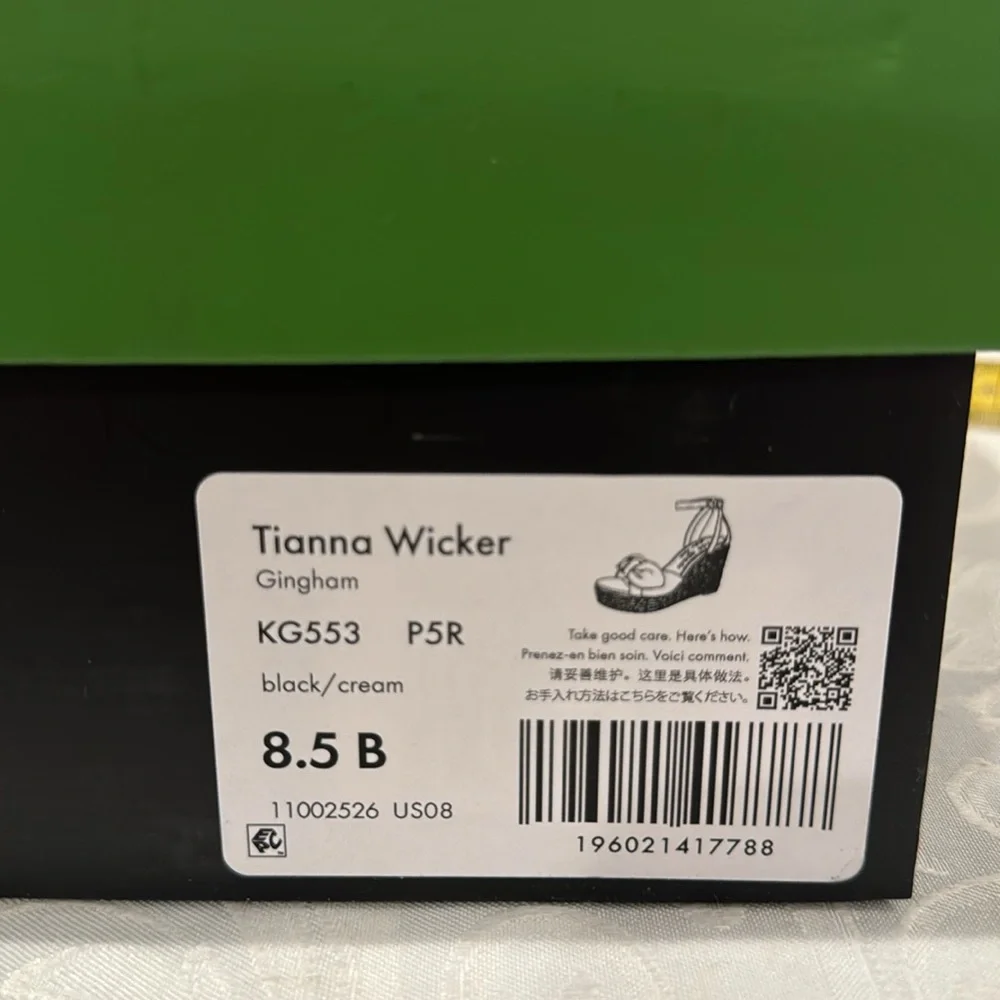 Tianna Wicker
Gingham
KG553 P5R
black/cream
8.5 B
11002526 US08
Take good care. Here's how.
Prenez-en bien soin. Voici comment.
请妥善维护。这里是具体做法。
お手入れ方法はこちらをご覧ください。
196021417788